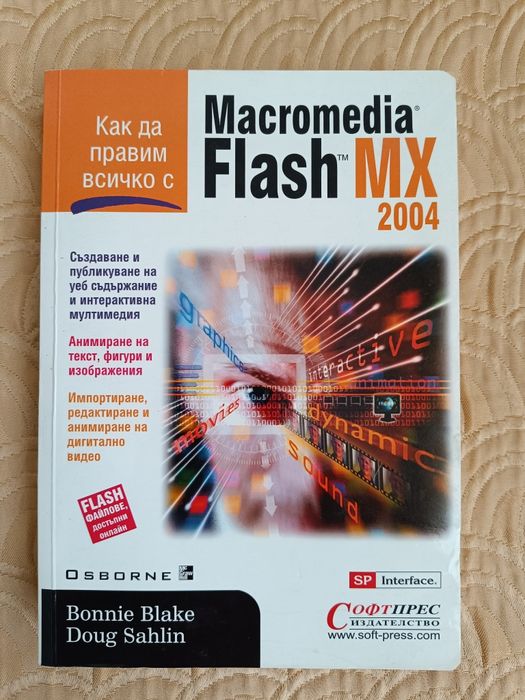 Как да
правим
всичко с
Macromedia®
Flash™ MX
2004
Създаване и
публикуване на
уеб съдържание
и интерактивна
мултимедия
Анимиране на
текст, фигури и
изображения
Импортиране,
редактиране и
анимиране на
дигитално
видео
graphics
interactive
animation
movies
dynamic
sound
FLASH
ФАЙЛОВЕ,
достъпни
онлайн
OSBORNE
SP Interface.
Bonnie Blake
Doug Sahlin
СОФТПРЕС
ИЗДАТЕЛСТВО
www.soft-press.com